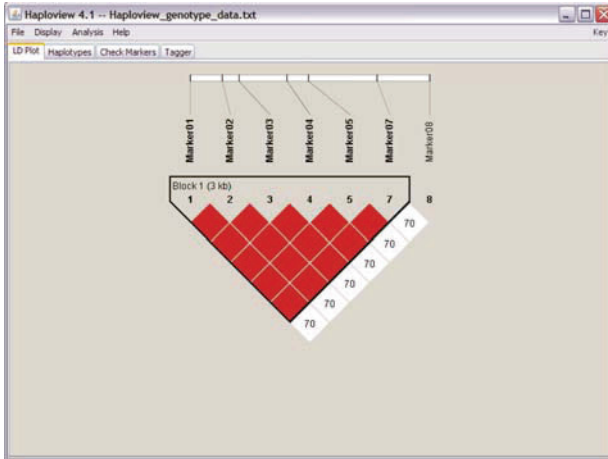 Haploview 4.1 -- Haploview_genotype_data.txt
File Display Analysis Help Key
LD Plot Haplotypes Check Markers Tagger
Marker01 Marker02 Marker03 Marker04 Marker05 Marker07 Marker08
Block 1 (3 kb)
1 2 3 4 5 7 8
70
70
70
70
70
70